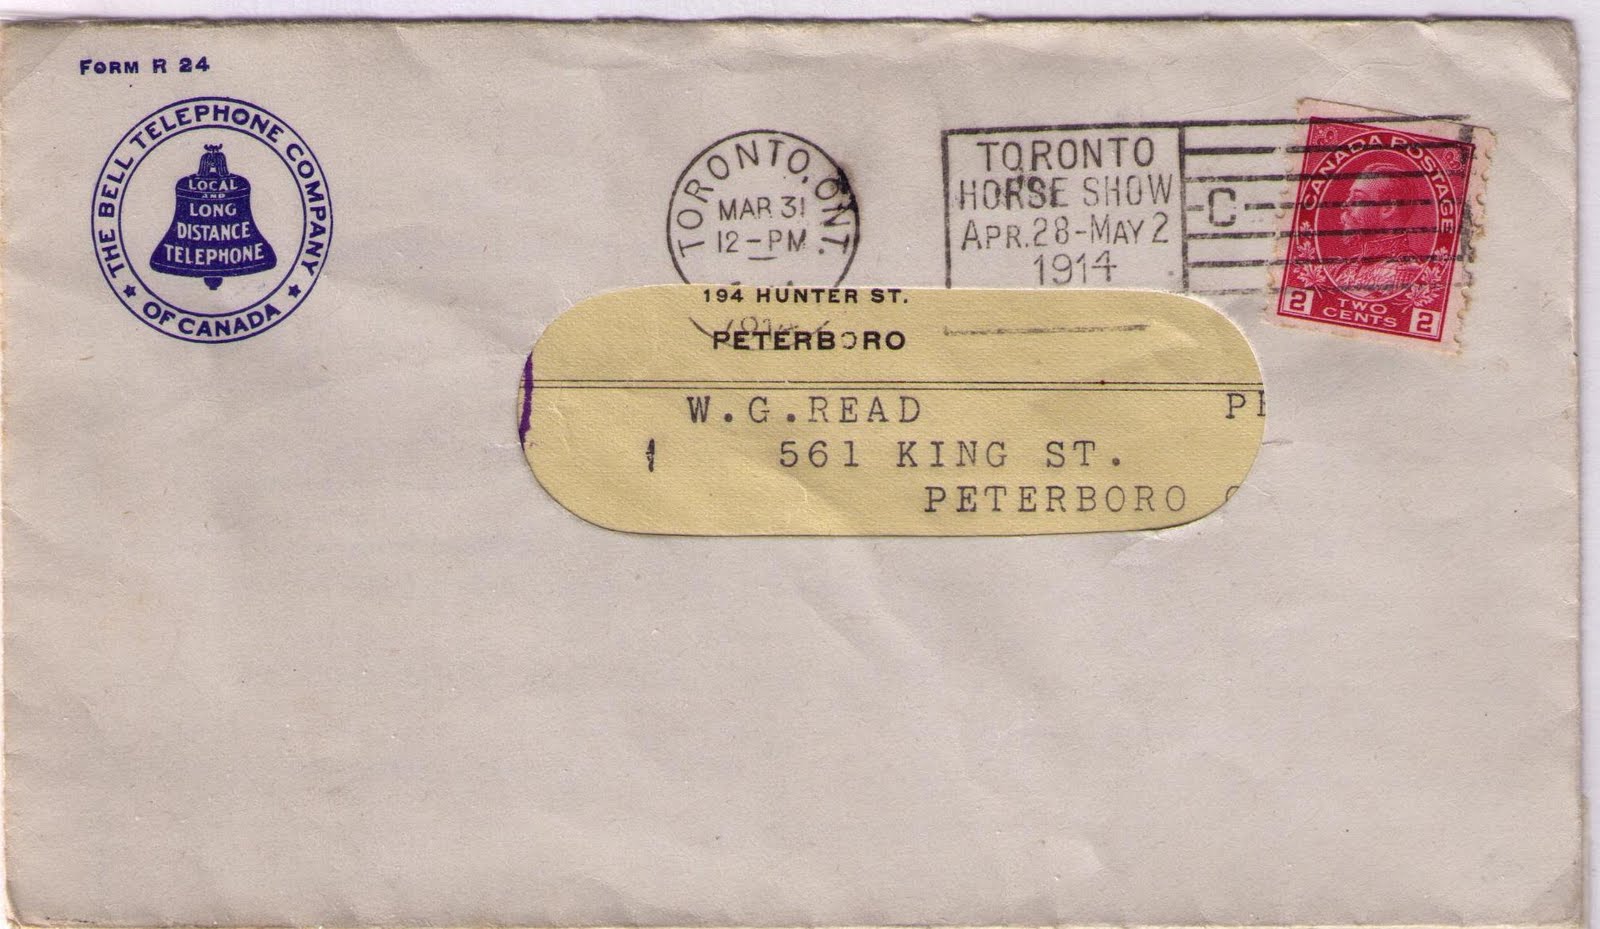 FORM R 24
THE BELL TELEPHONE COMPANY
OF CANADA
LOCAL
AND
LONG
DISTANCE
TELEPHONE
TORONTO, ONT.
MAR 31
12-PM
1914
TORONTO
HORSE SHOW
APR. 28-MAY 2
1914
C
CANADA POSTAGE
2 TWO CENTS 2
194 HUNTER ST.
PETERBORO
W.G.READ
561 KING ST.
PETERBORO